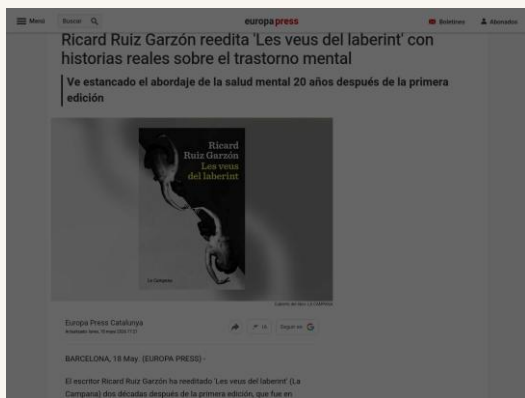 Menú
Buscar
europapress
Boletines
Abonados
Ricard Ruiz Garzón reedita 'Les veus del laberint' con
historias reales sobre el trastorno mental
Ve estancado el abordaje de la salud mental 20 años después de la primera
edición
Ricard
Ruiz Garzón
Les veus
del laberint
La Campana
Europa Press Catalunya
Seguir en
BARCELONA, 18 May. (EUROPA PRESS) -
El escritor Ricard Ruiz Garzón ha reeditado 'Les veus del laberint' (La
Campana) dos décadas después de la primera edición, que fue en